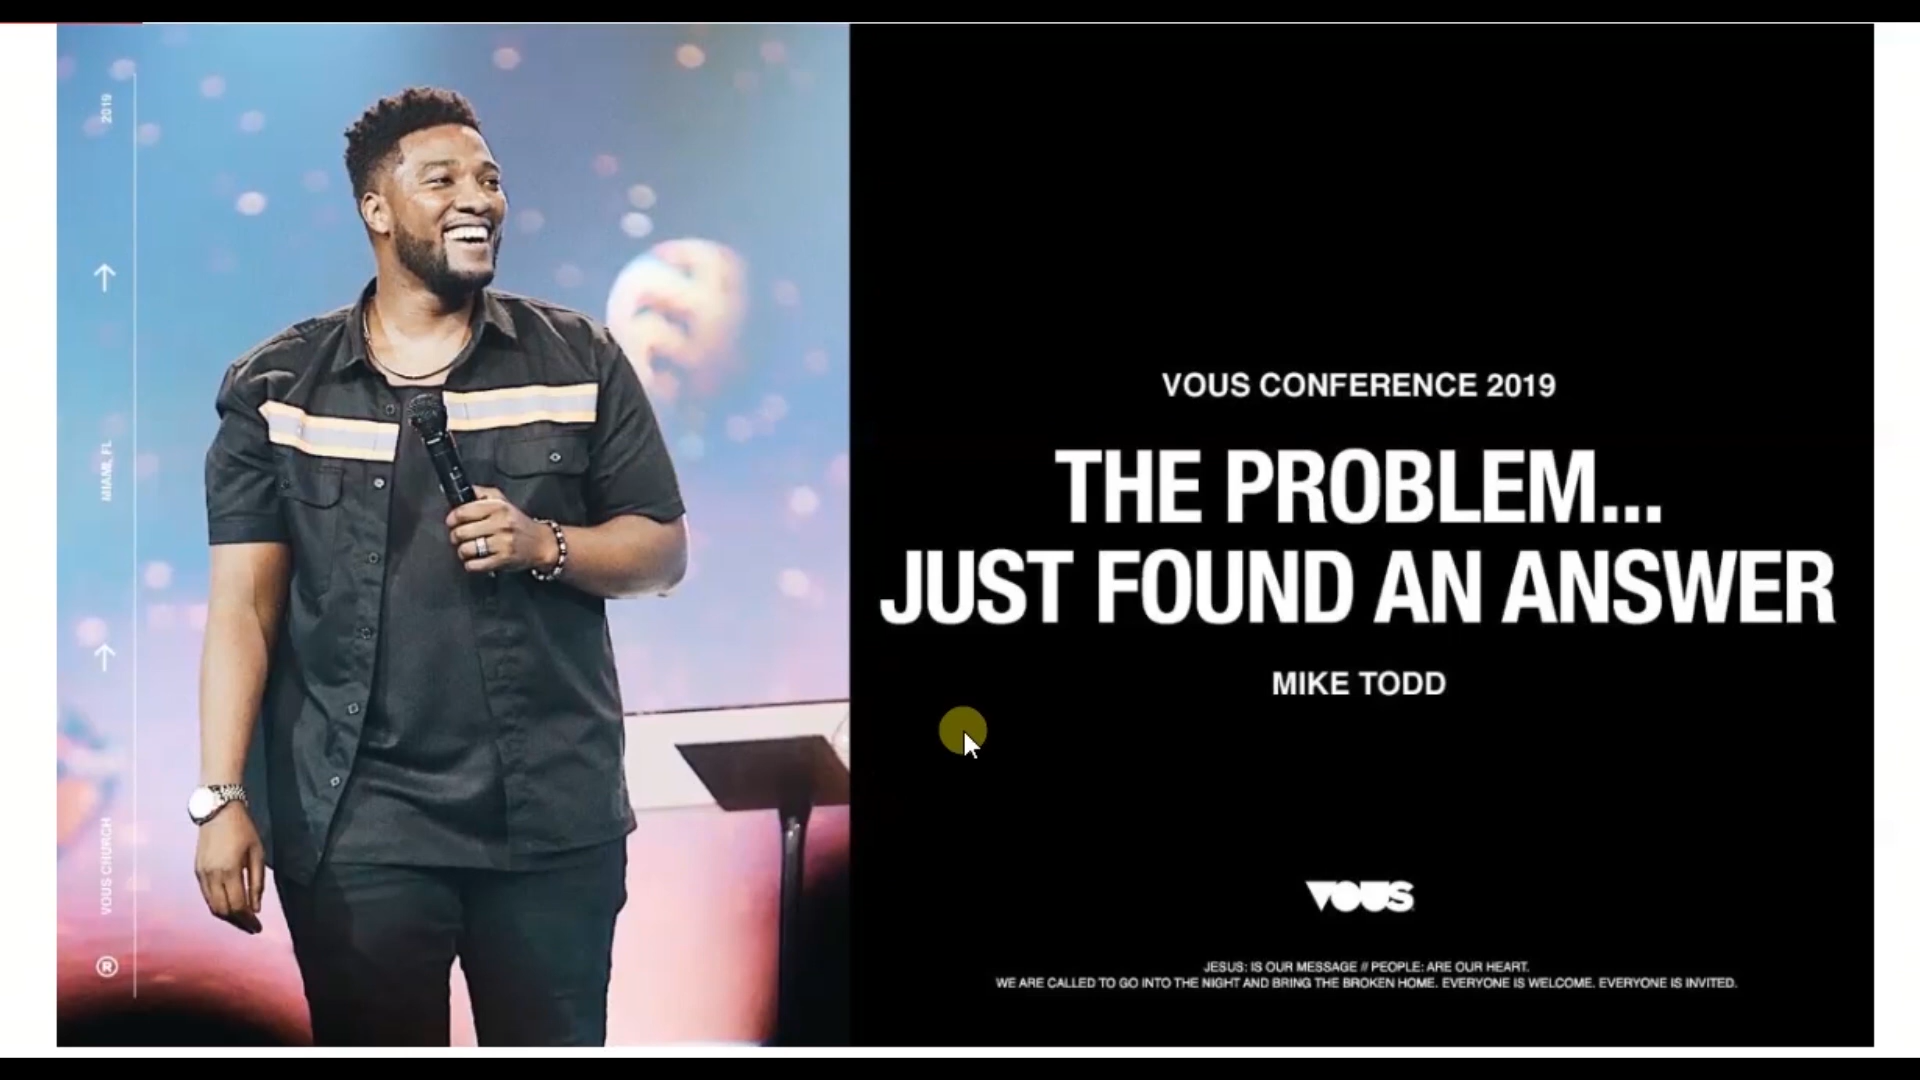 2019
MIAMI, FL
VOUS CHURCH
®
VOUS CONFERENCE 2019
THE PROBLEM...
JUST FOUND AN ANSWER
MIKE TODD
VOUS
JESUS: IS OUR MESSAGE // PEOPLE: ARE OUR HEART.
WE ARE CALLED TO GO INTO THE NIGHT AND BRING THE BROKEN HOME. EVERYONE IS WELCOME. EVERYONE IS INVITED.